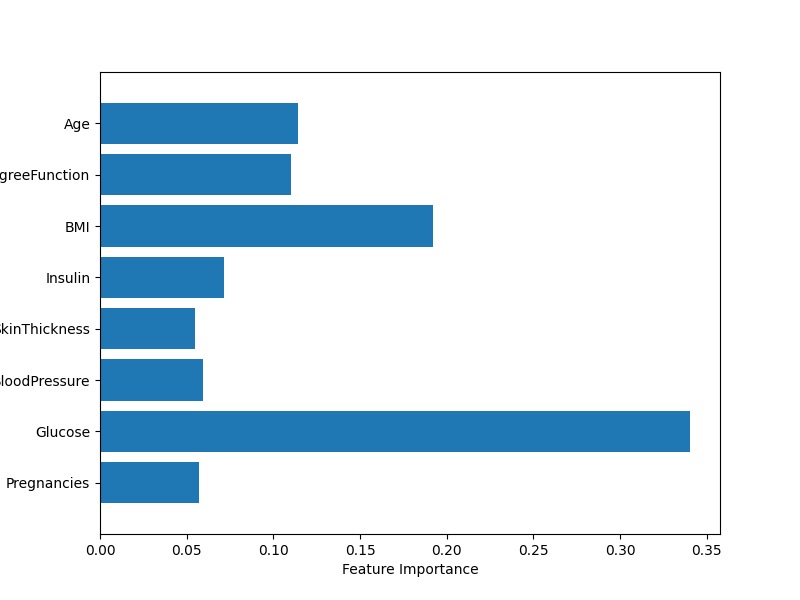 Age
greeFunction
BMI
Insulin
SkinThickness
loodPressure
Glucose
Pregnancies
0.00 0.05 0.10 0.15 0.20 0.25 0.30 0.35
Feature Importance